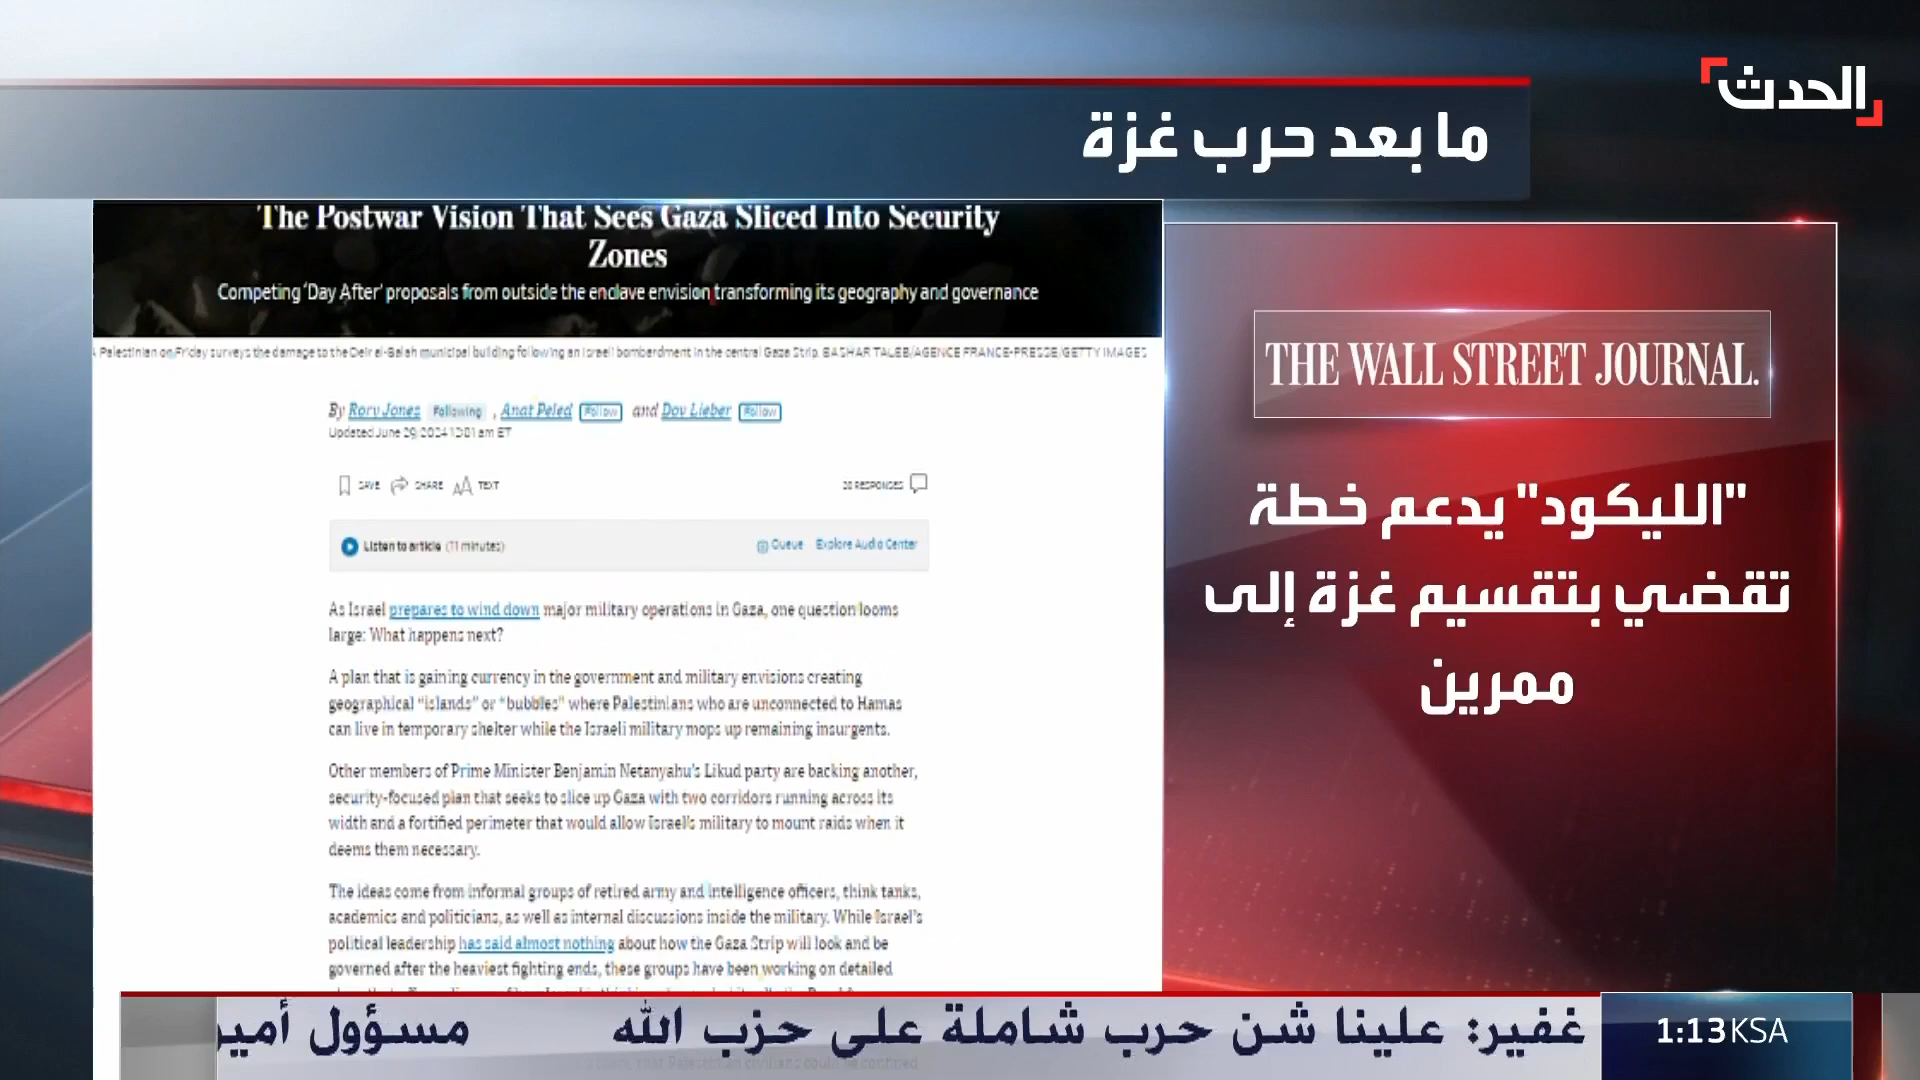 الحدث
ما بعد حرب غزة
The Postwar Vision That Sees Gaza Sliced Into Security
Zones
Competing 'Day After' proposals from outside the enclave envision transforming its geography and governance
A Palestinian on Friday surveys the damage to the Deir al-Balah municipal building following an Israeli bombardment in the central Gaza Strip. BASHAR TALEB/AGENCE FRANCE-PRESSE/GETTY IMAGES
By Rory Jones Following , Anat Peled Follow and Dov Lieber Follow
Updated June 29, 2024 am ET
SAVE SHARE TEXT
RESPONSES
Listen to article (11 minutes)
Queue Explore Audio Center
As Israel prepares to wind down major military operations in Gaza, one question looms
large: What happens next?
A plan that is gaining currency in the government and military envisions creating
geographical "islands" or "bubbles" where Palestinians who are unconnected to Hamas
can live in temporary shelter while the Israeli military mops up remaining insurgents.
Other members of Prime Minister Benjamin Netanyahu's Likud party are backing another,
security-focused plan that seeks to slice up Gaza with two corridors running across its
width and a fortified perimeter that would allow Israel's military to mount raids when it
deems them necessary.
The ideas come from informal groups of retired army and intelligence officers, think tanks,
academics and politicians, as well as internal discussions inside the military. While Israel's
political leadership has said almost nothing about how the Gaza Strip will look and be
governed after the heaviest fighting ends, these groups have been working on detailed
THE WALL STREET JOURNAL.
"الليكود" يدعم خطة
تقضي بتقسيم غزة إلى
ممرين
غفير: علينا شن حرب شاملة على حزب الله مسؤول أمير
1:13 KSA